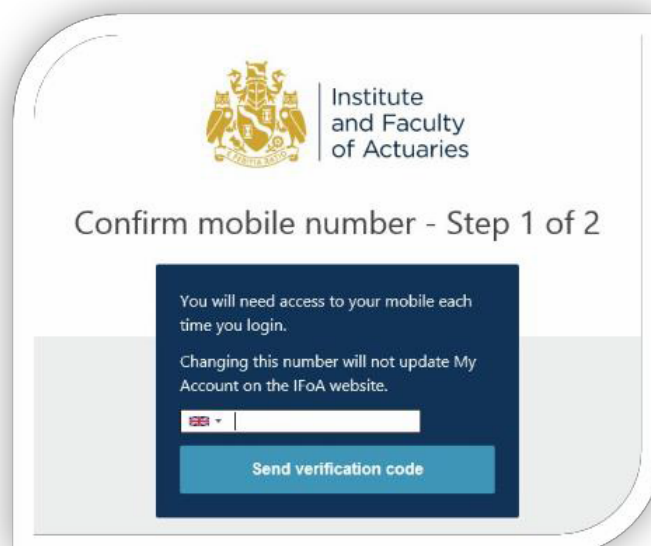 Institute
and Faculty
of Actuaries
E PERITIA RATIO
Confirm mobile number - Step 1 of 2
You will need access to your mobile each
time you login.
Changing this number will not update My
Account on the IFoA website.
Send verification code